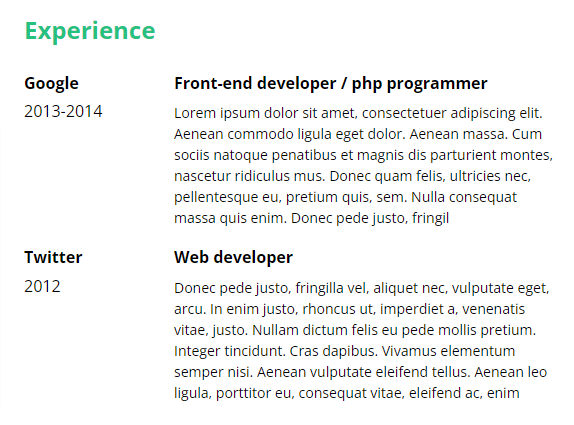 Experience
Google
Front-end developer / php programmer
2013-2014
Lorem ipsum dolor sit amet, consectetuer adipiscing elit.
Aenean commodo ligula eget dolor. Aenean massa. Cum
sociis natoque penatibus et magnis dis parturient montes,
nascetur ridiculus mus. Donec quam felis, ultricies nec,
pellentesque eu, pretium quis, sem. Nulla consequat
massa quis enim. Donec pede justo, fringil
Twitter
Web developer
2012
Donec pede justo, fringilla vel, aliquet nec, vulputate eget,
arcu. In enim justo, rhoncus ut, imperdiet a, venenatis
vitae, justo. Nullam dictum felis eu pede mollis pretium.
Integer tincidunt. Cras dapibus. Vivamus elementum
semper nisi. Aenean vulputate eleifend tellus. Aenean leo
ligula, porttitor eu, consequat vitae, eleifend ac, enim